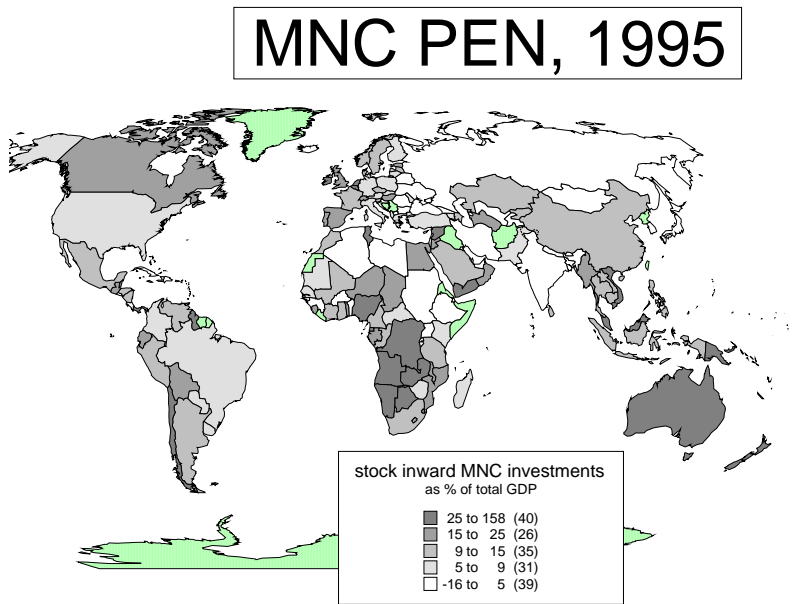 MNC PEN, 1995
stock inward MNC investments
as % of total GDP
25 to 158 (40)
15 to 25 (26)
9 to 15 (35)
5 to 9 (31)
-16 to 5 (39)